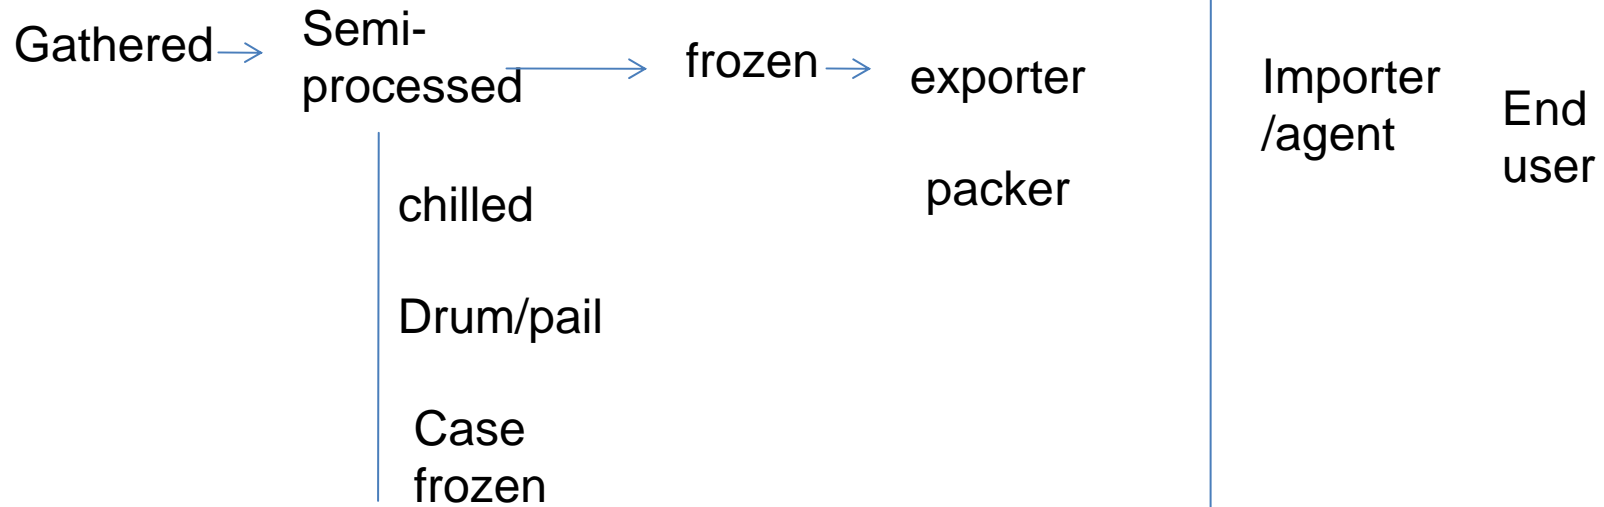 Gathered
Semi-
processed
frozen
exporter
packer
Importer
/agent
End
user
chilled
Drum/pail
Case
frozen